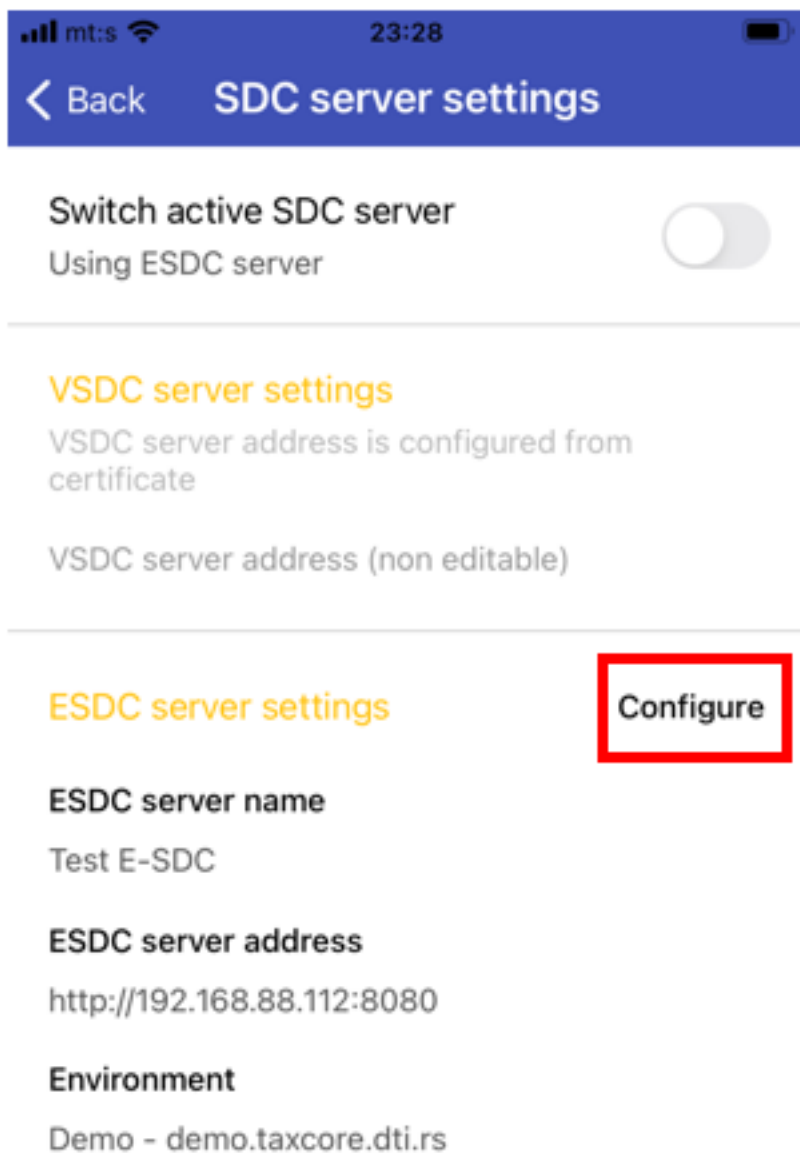 mt:s 23:28
Back SDC server settings
Switch active SDC server
Using ESDC server
VSDC server settings
VSDC server address is configured from
certificate
VSDC server address (non editable)
ESDC server settings Configure
ESDC server name
Test E-SDC
ESDC server address
http://192.168.88.112:8080
Environment
Demo - demo.taxcore.dti.rs